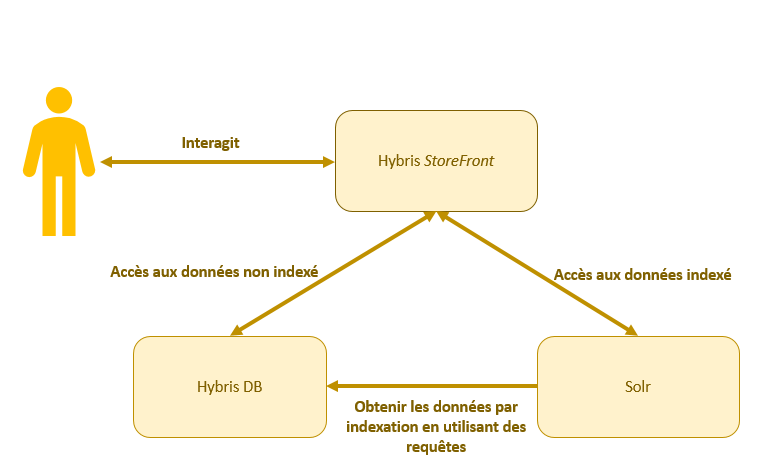 Interagit
Hybris StoreFront
Accès aux données non indexé
Accès aux données indexé
Hybris DB
Solr
Obtenir les données par
indexation en utilisant des
requêtes